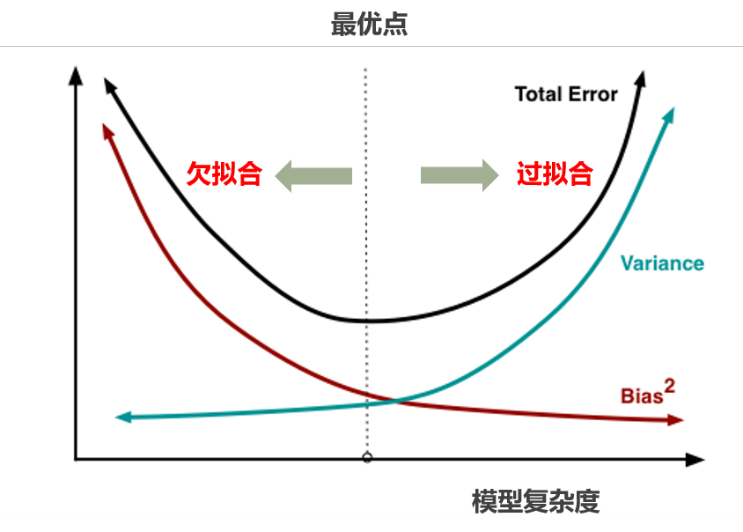 最优点
Total Error
欠拟合
过拟合
Variance
Bias²
模型复杂度